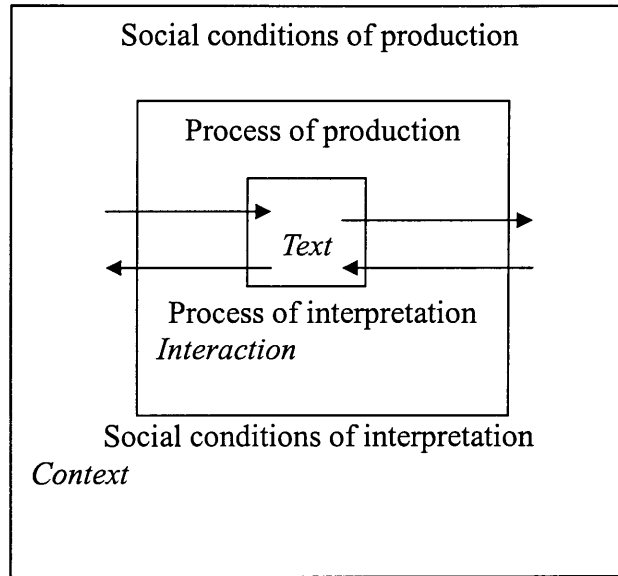 Social conditions of production
Process of production
Text
Process of interpretation
Interaction
Social conditions of interpretation
Context